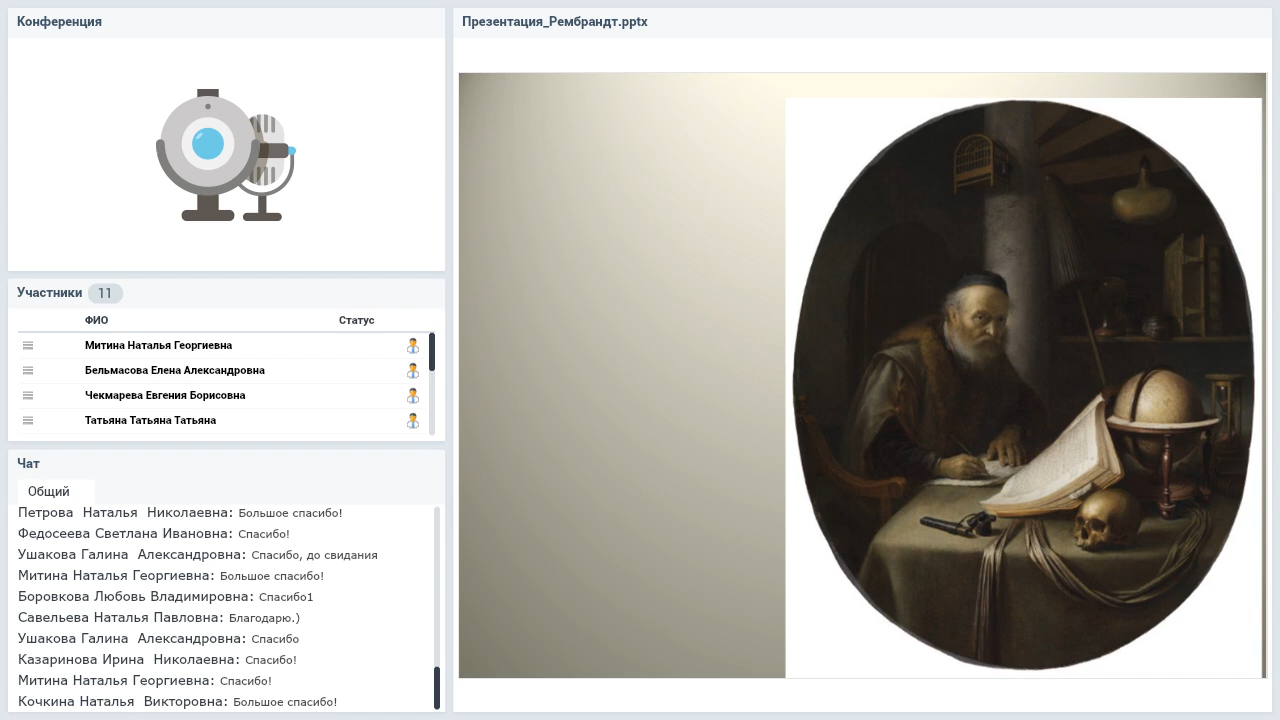 Конференция
Презентация_Рембрандт.pptx
Участники 11
ФИО Статус
Митина Наталья Георгиевна
Бельмасова Елена Александровна
Чекмарева Евгения Борисовна
Татьяна Татьяна Татьяна
Чат
Общий
Петрова Наталья Николаевна: Большое спасибо!
Федосеева Светлана Ивановна: Спасибо!
Ушакова Галина Александровна: Спасибо, до свидания
Митина Наталья Георгиевна: Большое спасибо!
Боровкова Любовь Владимировна: Спасибо1
Савельева Наталья Павловна: Благодарю.)
Ушакова Галина Александровна: Спасибо
Казаринова Ирина Николаевна: Спасибо!
Митина Наталья Георгиевна: Спасибо!
Кочкина Наталья Викторовна: Большое спасибо!